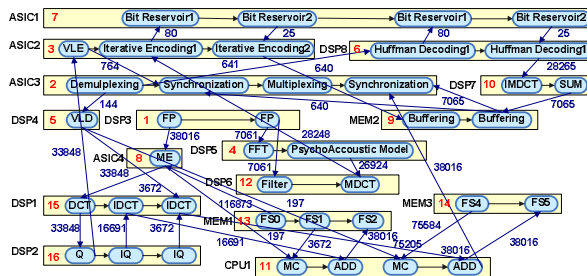 ASIC1 7 Bit Reservoir1 Bit Reservoir2 Bit Reservoir1 Bit Reservoir2
80 25 80 25
ASIC2 3 VLE Iterative Encoding1 Iterative Encoding2 DSP8 6 Huffman Decoding1 Huffman Decoding1
764 641 640 28265
ASIC3 2 Demulplexing Synchronization Multiplexing Synchronization DSP7 10 IMDCT SUM
144 640 7065 7065
DSP4 5 VLD DSP3 1 FP FP MEM2 9 Buffering Buffering
33848 38016 7061 28248
DSP5 4 FFT PsychoAccoustic Model
ASIC4 8 ME
33848 7061 26924 38016
DSP6 12 Filter MDCT
3672 116873 197
DSP1 15 DCT IDCT IDCT MEM3 14 FS4 FS5
MEM1 13 FS0 FS1 FS2 75584
33848 16691 3672 16691 197 3672 38016 75205 38016 38016
DSP2 16 Q IQ IQ
CPU1 11 MC ADD MC ADD